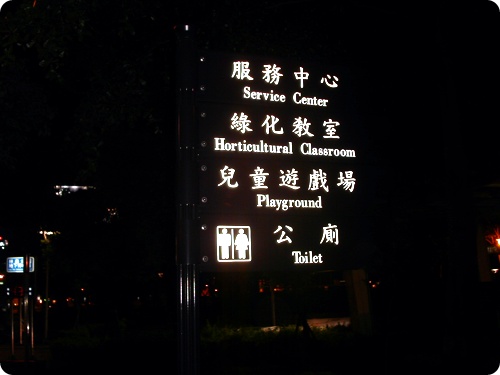 服務中心
Service Center
綠化教室
Horticultural Classroom
兒童遊戲場
Playground
公廁
Toilet